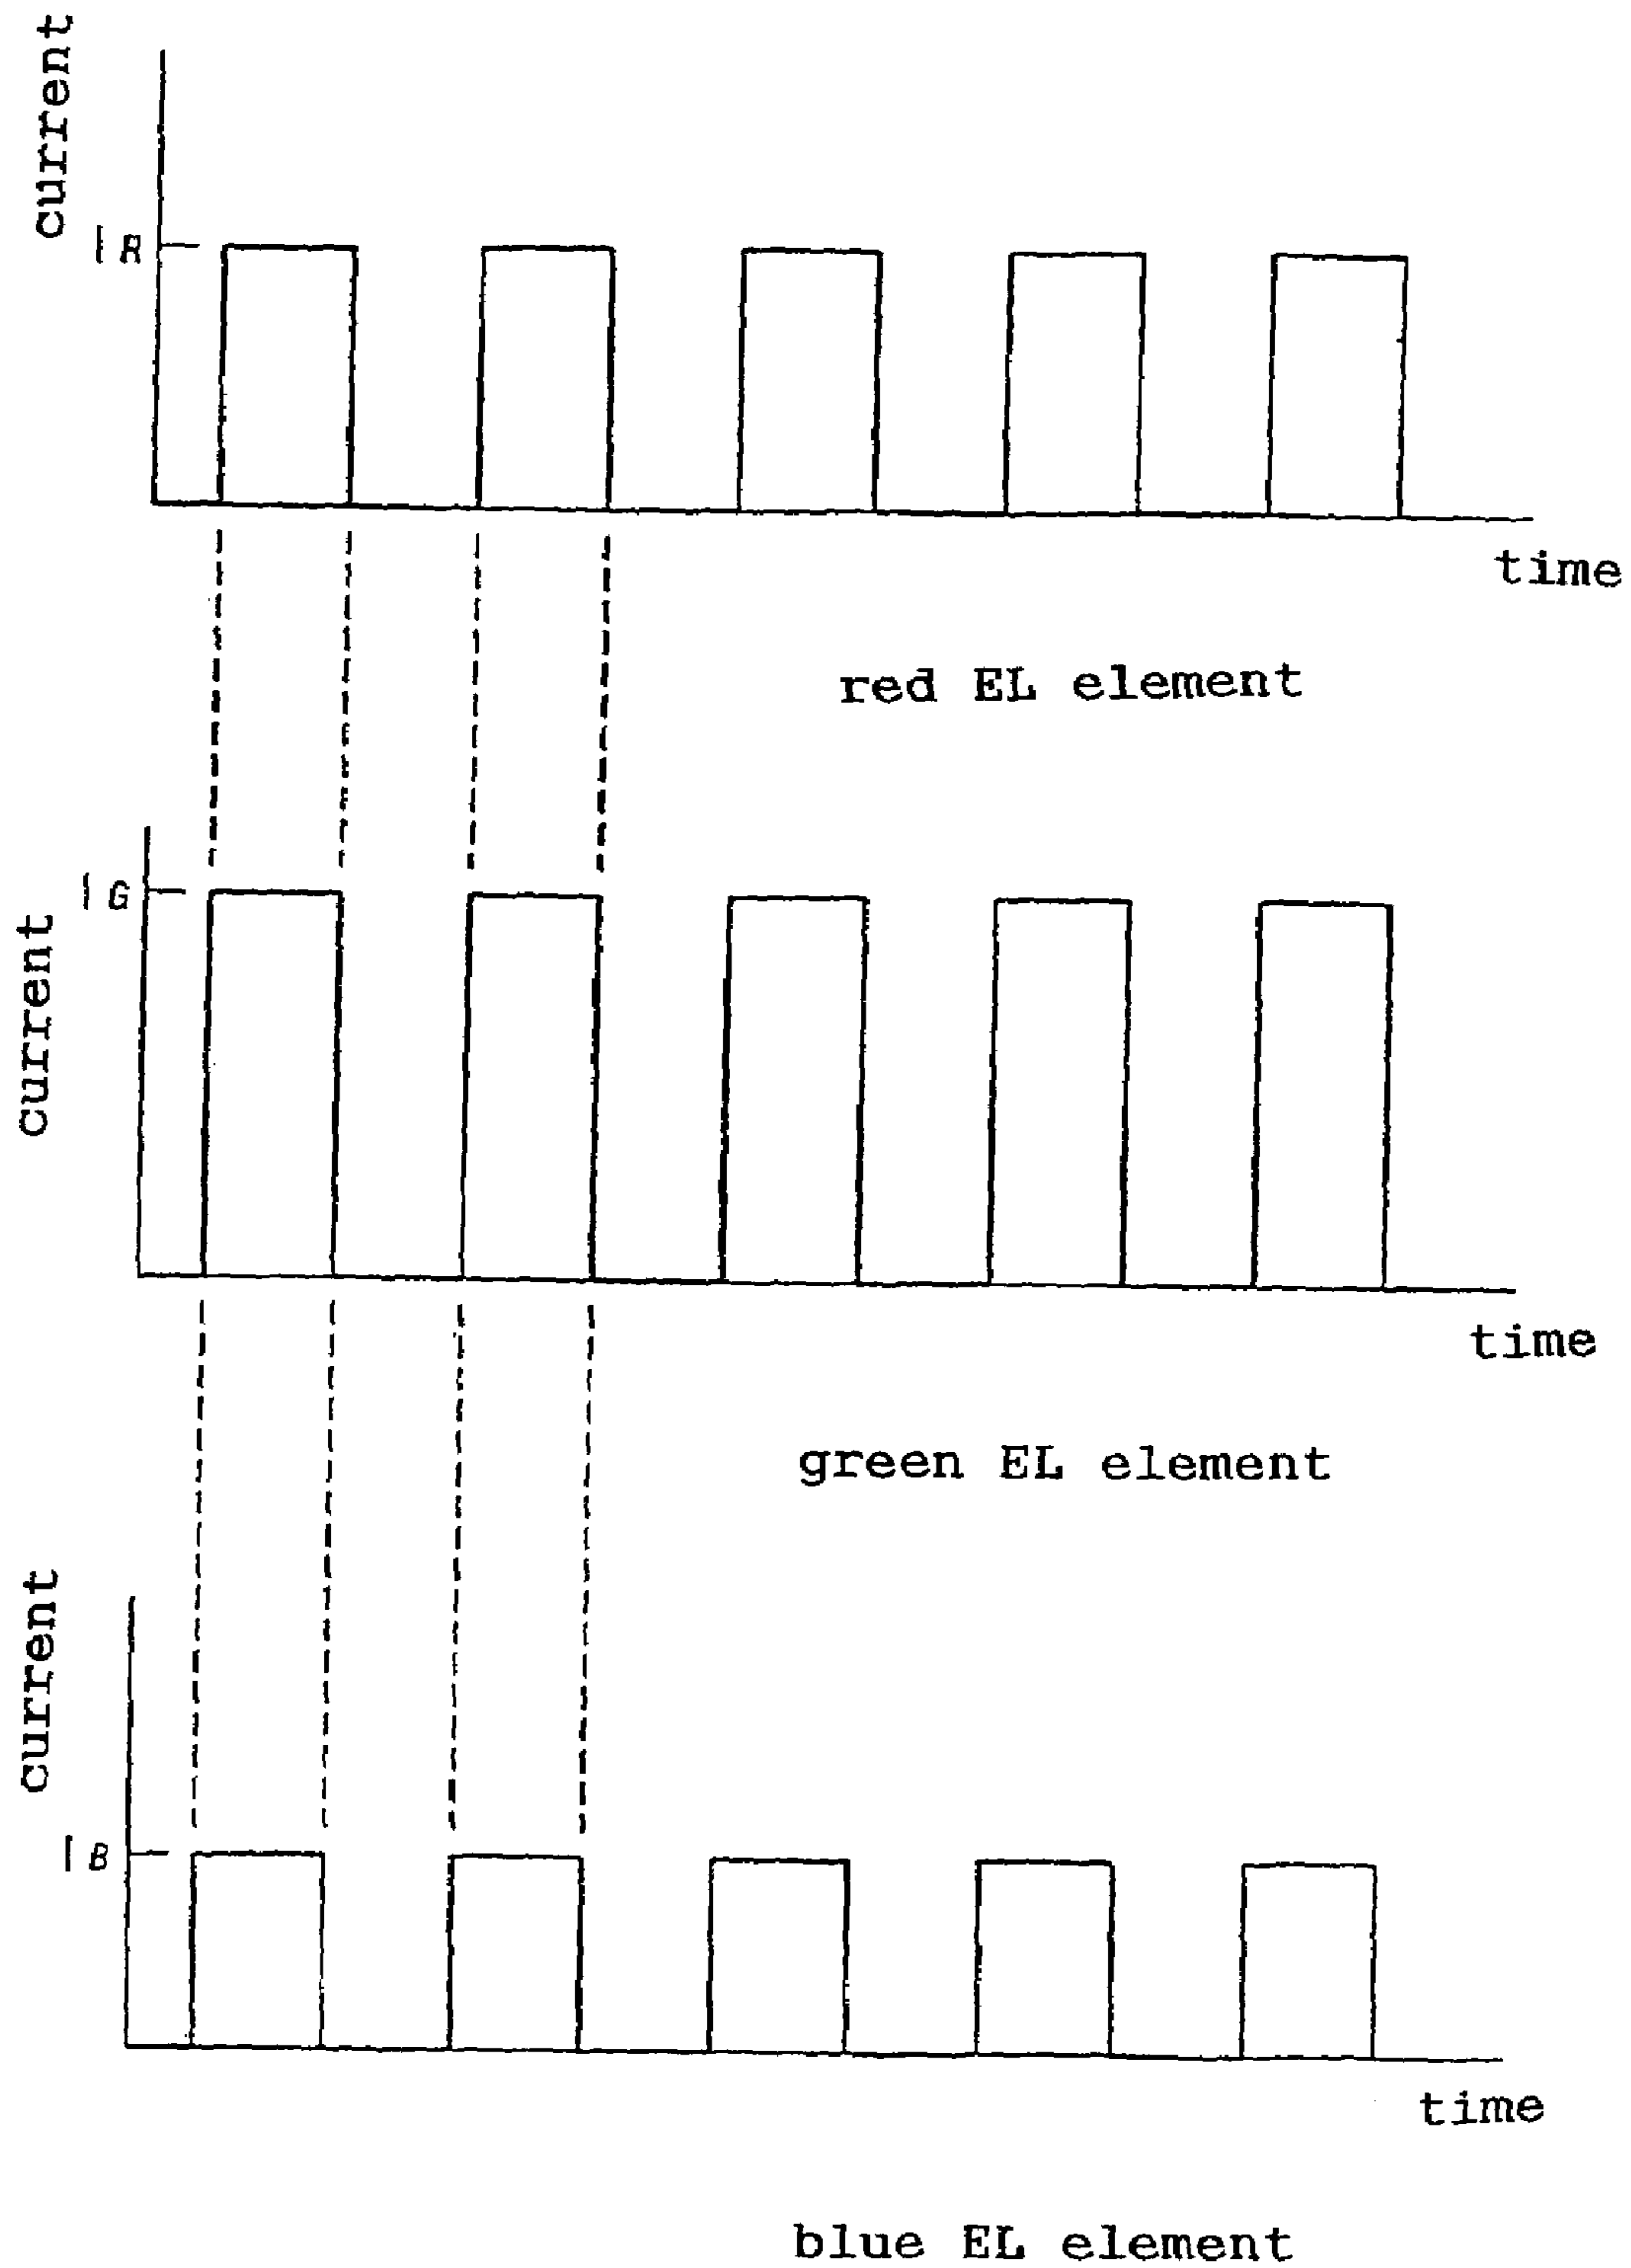 current
IR
time
red EL element
IG
current
time
green EL element
current
IB
time
blue EL element